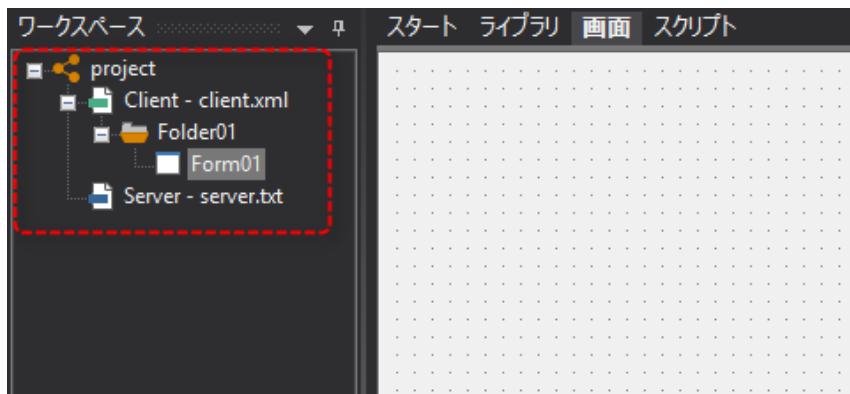 ワークスペース
スタート ライブラリ 画面 スクリプト
project
Client - client.xml
Folder01
Form01
Server - server.txt